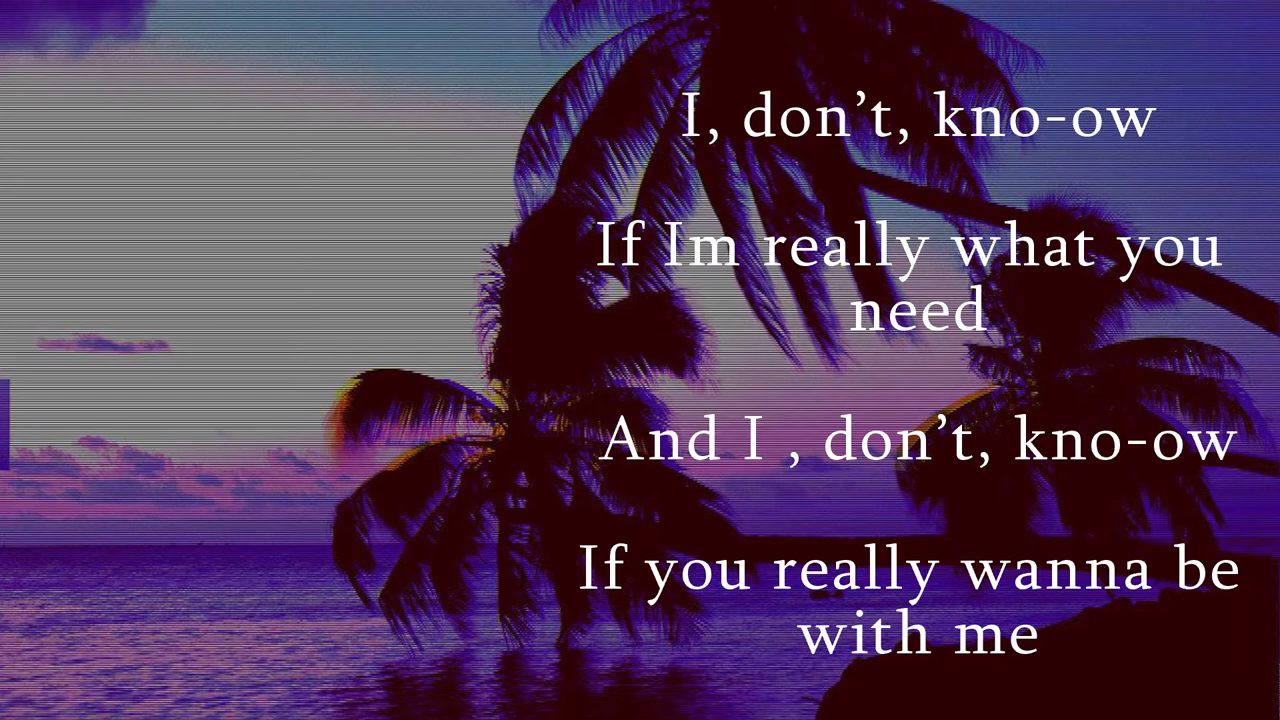 I, don’t, kno-ow
If Im really what you
need
And I , don’t, kno-ow
If you really wanna be
with me